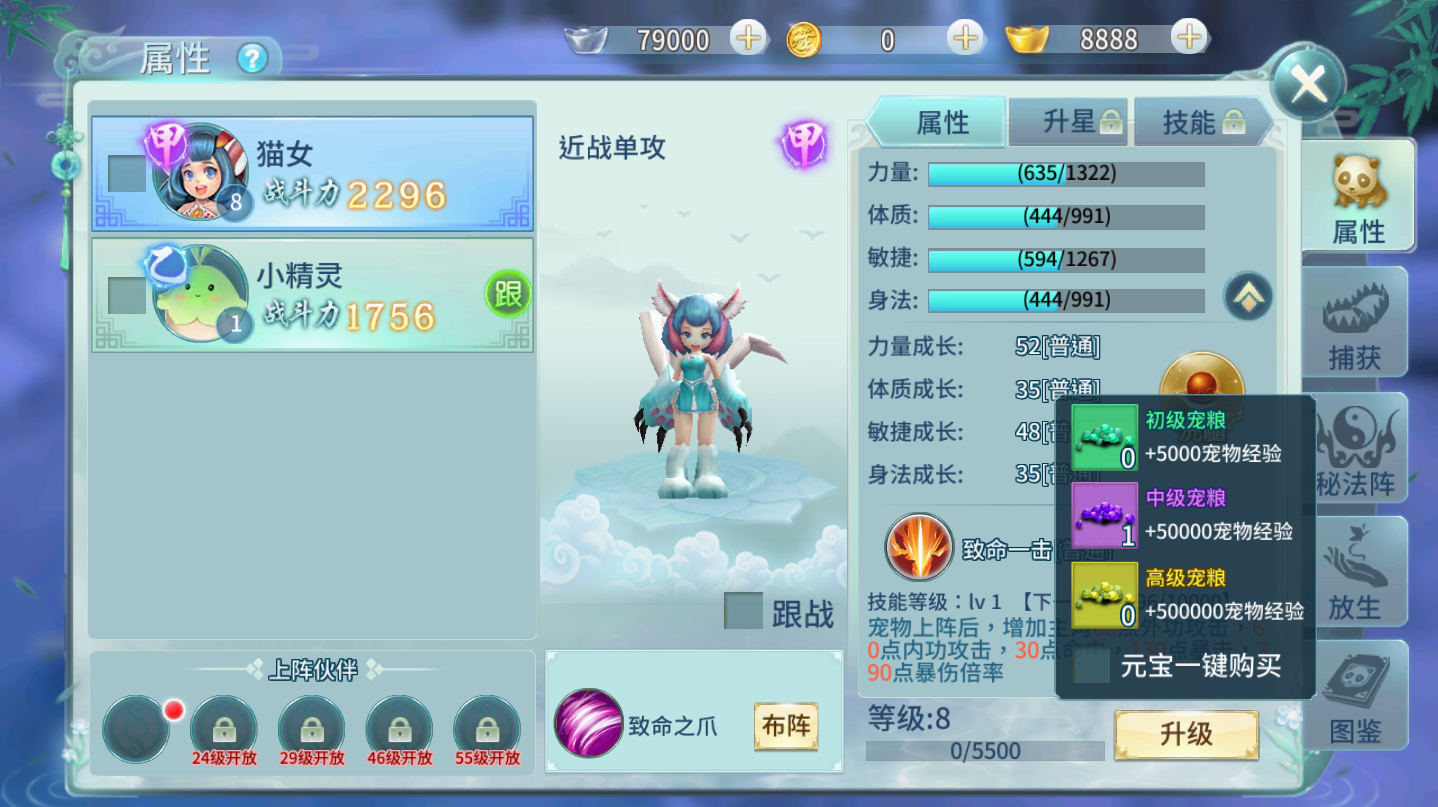 属性
?
79000
0
8888
甲
猫女
8
战斗力2296
乙
小精灵
1
战斗力1756
跟
上阵伙伴
24级开放
29级开放
46级开放
55级开放
近战单攻
甲
跟战
致命之爪
布阵
属性
升星
技能
力量:
(635/1322)
体质:
(444/991)
敏捷:
(594/1267)
身法:
(444/991)
力量成长:
52[普通]
体质成长:
35[普通]
敏捷成长:
48[普
身法成长:
35[普
致命一击
技能等级：lv 1 【下一
宠物上阵后，增加主
0点内功攻击，30点命中
90点暴伤倍率
初级宠粮
0
+5000宠物经验
中级宠粮
1
+50000宠物经验
高级宠粮
0
+500000宠物经验
元宝一键购买
等级:8
0/5500
升级
属性
捕获
秘法阵
放生
图鉴